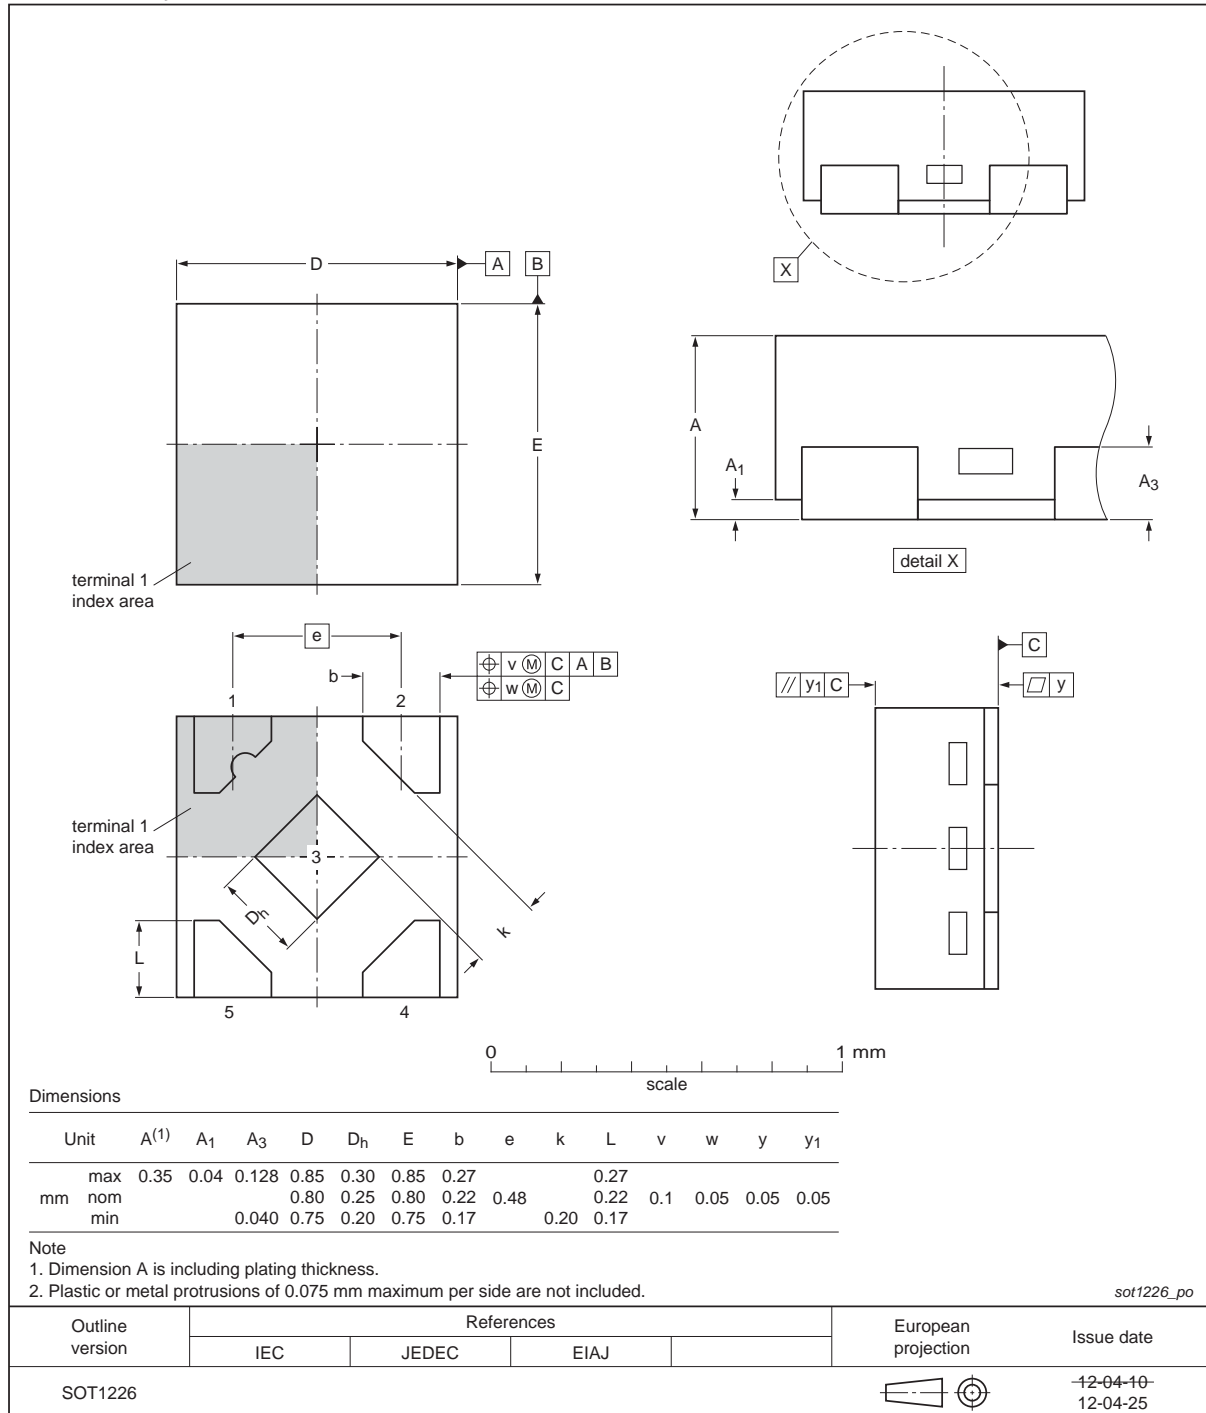 X
D
A
B
E
terminal 1
index area
A
A1
A3
detail X
e
b
v M C A B
w M C
1
2
terminal 1
index area
3
Dh
k
L
5
4
C
// y1 C
y
0
1 mm
scale
Dimensions
Unit A(1) A1 A3 D Dh E b e k L v w y y1
max 0.35 0.04 0.128 0.85 0.30 0.85 0.27 0.27
mm nom 0.80 0.25 0.80 0.22 0.48 0.22 0.1 0.05 0.05 0.05
min 0.040 0.75 0.20 0.75 0.17 0.20 0.17
Note
1. Dimension A is including plating thickness.
2. Plastic or metal protrusions of 0.075 mm maximum per side are not included.
sot1226_po
Outline version
References
European projection
Issue date
IEC JEDEC EIAJ
SOT1226
12-04-10
12-04-25